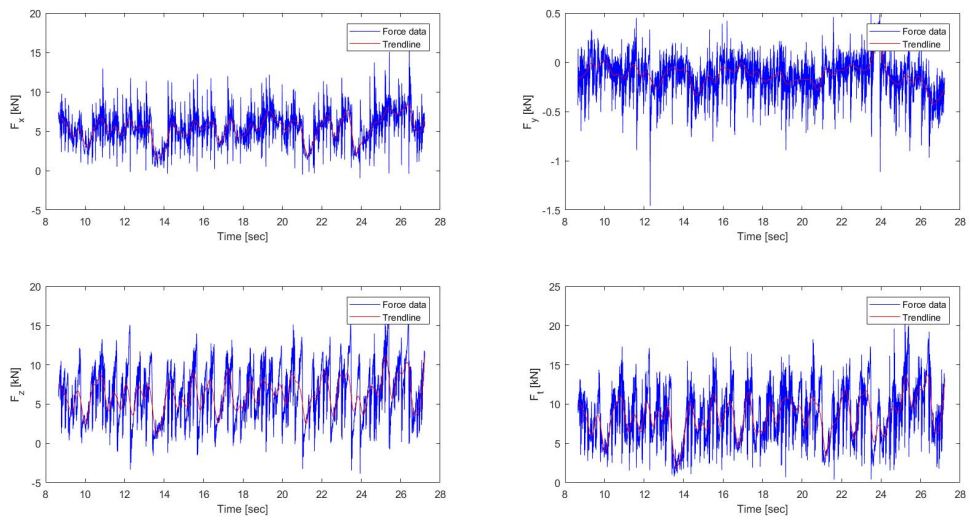 20
15
10
5
0
-5
F_x [kN]
8 10 12 14 16 18 20 22 24 26 28
Time [sec]
Force data
Trendline
0.5
0
-0.5
-1
-1.5
F_y [kN]
8 10 12 14 16 18 20 22 24 26 28
Time [sec]
Force data
Trendline
20
15
10
5
0
-5
F_z [kN]
8 10 12 14 16 18 20 22 24 26 28
Time [sec]
Force data
Trendline
25
20
15
10
5
0
F_t [kN]
8 10 12 14 16 18 20 22 24 26 28
Time [sec]
Force data
Trendline